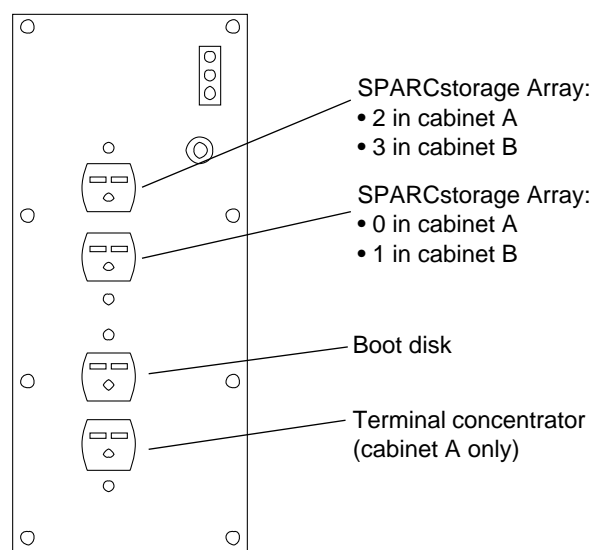 SPARCstorage Array:
• 2 in cabinet A
• 3 in cabinet B
SPARCstorage Array:
• 0 in cabinet A
• 1 in cabinet B
Boot disk
Terminal concentrator
(cabinet A only)